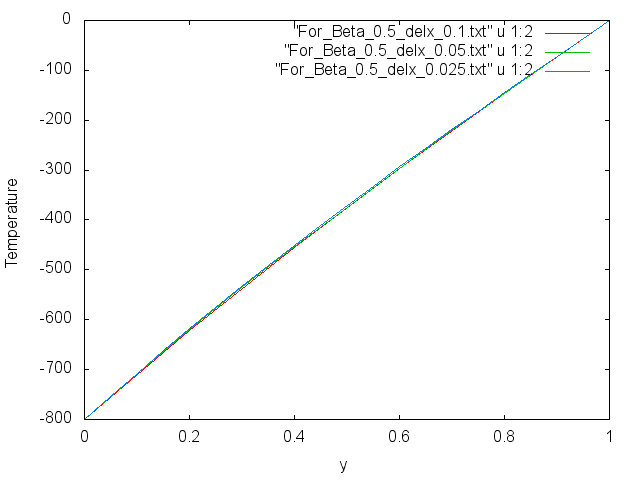 0
"For_Beta_0.5_delx_0.1.txt" u 1:2
"For_Beta_0.5_delx_0.05.txt" u 1:2
-100
"For_Beta_0.5_delx_0.025.txt" u 1:2
-200
-300
Temperature
-400
-500
-600
-700
-800
0 0.2 0.4 0.6 0.8 1
y